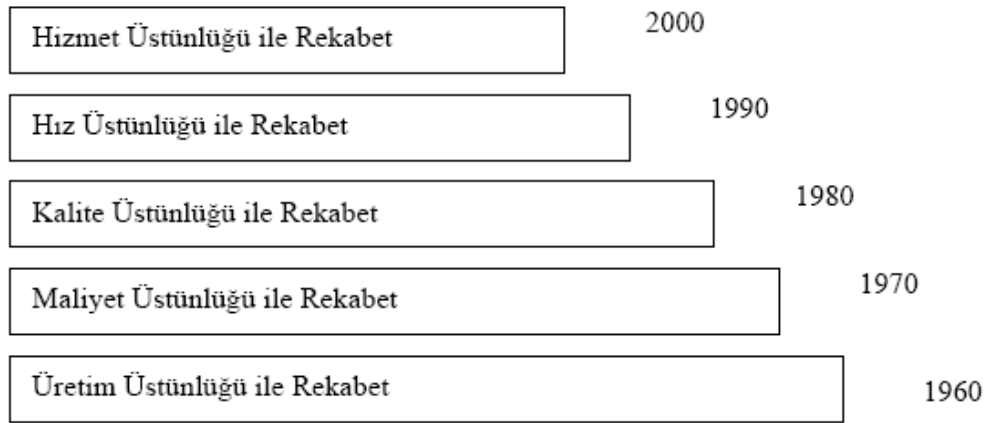 Hizmet Üstünlüğü ile Rekabet 2000
Hız Üstünlüğü ile Rekabet 1990
Kalite Üstünlüğü ile Rekabet 1980
Maliyet Üstünlüğü ile Rekabet 1970
Üretim Üstünlüğü ile Rekabet 1960